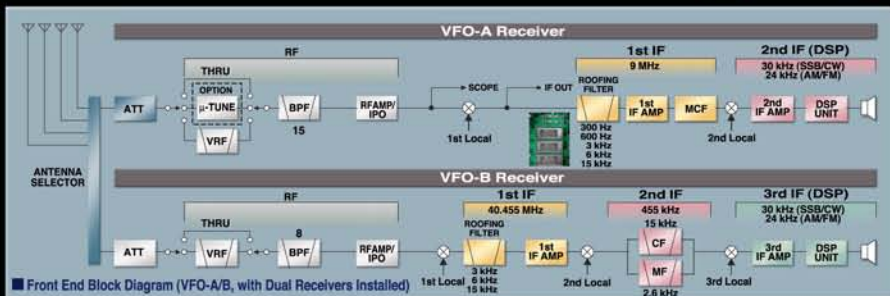 VFO-A Receiver
RF
1st IF
2nd IF (DSP)
9 MHz
30 kHz (SSB/CW)
24 kHz (AM/FM)
THRU
OPTION
μ-TUNE
SCOPE
IF OUT
ROOFING
FILTER
ATT
VRF
BPF
15
RFAMP/
IPO
1st Local
300 Hz
600 Hz
3 kHz
6 kHz
15 kHz
1st
IF AMP
MCF
2nd Local
2nd
IF AMP
DSP
UNIT
ANTENNA
SELECTOR
VFO-B Receiver
RF
1st IF
2nd IF
3rd IF (DSP)
40.455 MHz
455 kHz
30 kHz (SSB/CW)
24 kHz (AM/FM)
THRU
ROOFING
FILTER
15 kHz
ATT
VRF
8
BPF
RFAMP/
IPO
1st Local
3 kHz
6 kHz
15 kHz
1st
IF AMP
2nd Local
CF
MF
2.6 kHz
3rd Local
3rd
IF AMP
DSP
UNIT
■ Front End Block Diagram (VFO-A/B, with Dual Receivers Installed)